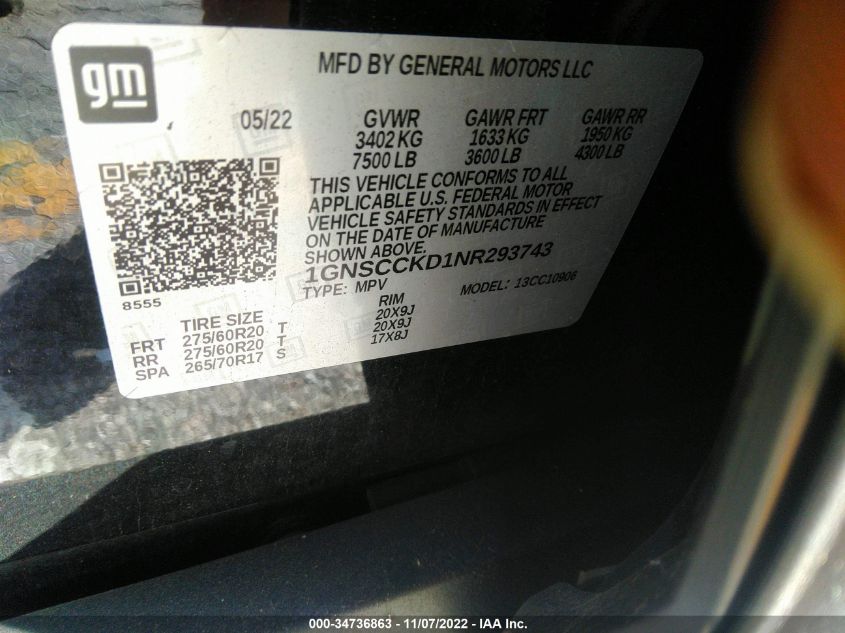 gm
MFD BY GENERAL MOTORS LLC
05/22 GVWR GAWR FRT GAWR RR
3402 KG 1633 KG 1950 KG
7500 LB 3600 LB 4300 LB
THIS VEHICLE CONFORMS TO ALL
APPLICABLE U.S. FEDERAL MOTOR
VEHICLE SAFETY STANDARDS IN EFFECT
ON THE DATE OF MANUFACTURE
SHOWN ABOVE.
1GNSCCKD1NR293743
8555 TYPE: MPV MODEL: 13CC10906
TIRE SIZE RIM
FRT 275/60R20 T 20X9J
RR 275/60R20 T 20X9J
SPA 265/70R17 S 17X8J
000-34736863 - 11/07/2022 - IAA Inc.